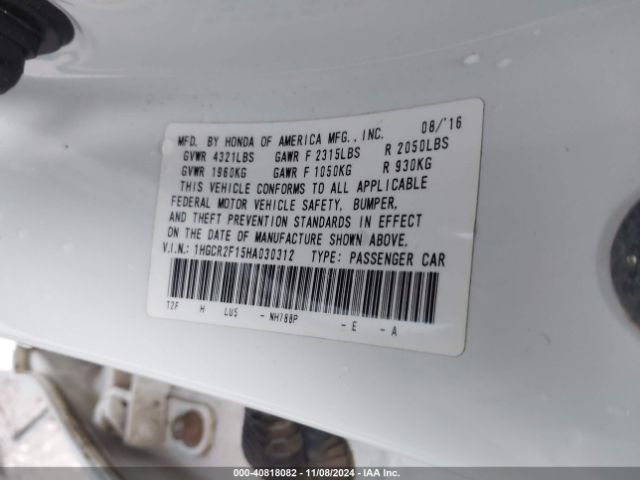 MFD. BY HONDA OF AMERICA MFG., INC. 08/'16
GVWR 4321LBS GAWR F 2315LBS R 2050LBS
GVWR 1960KG GAWR F 1050KG R 930KG
THIS VEHICLE CONFORMS TO ALL APPLICABLE
FEDERAL MOTOR VEHICLE SAFETY, BUMPER,
AND THEFT PREVENTION STANDARDS IN EFFECT
ON THE DATE OF MANUFACTURE SHOWN ABOVE.
V.I.N.: 1HGCR2F15HA030312 TYPE: PASSENGER CAR
T2F H LU5 - NH788P - E - A
000-40818082 - 11/08/2024 - IAA Inc.